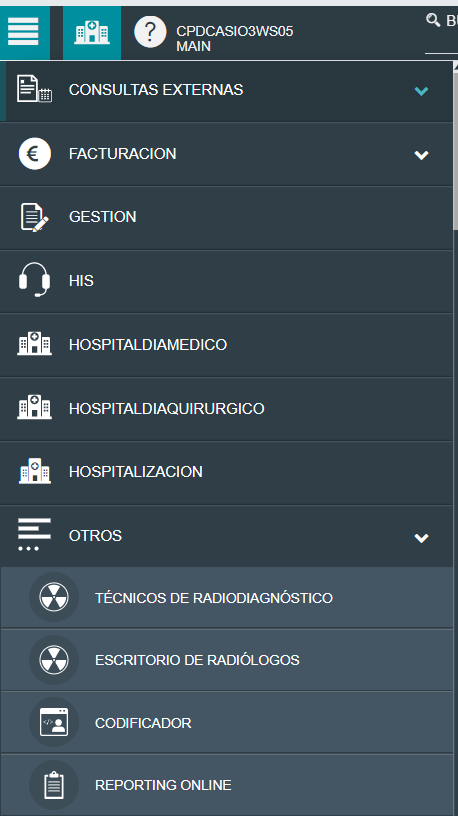 ?
CPDCASIO3WS05
MAIN
CONSULTAS EXTERNAS
€
FACTURACION
GESTION
HIS
HOSPITALDIAMEDICO
HOSPITALDIAQUIRURGICO
HOSPITALIZACION
OTROS
TÉCNICOS DE RADIODIAGNÓSTICO
ESCRITORIO DE RADIÓLOGOS
</> CODIFICADOR
REPORTING ONLINE